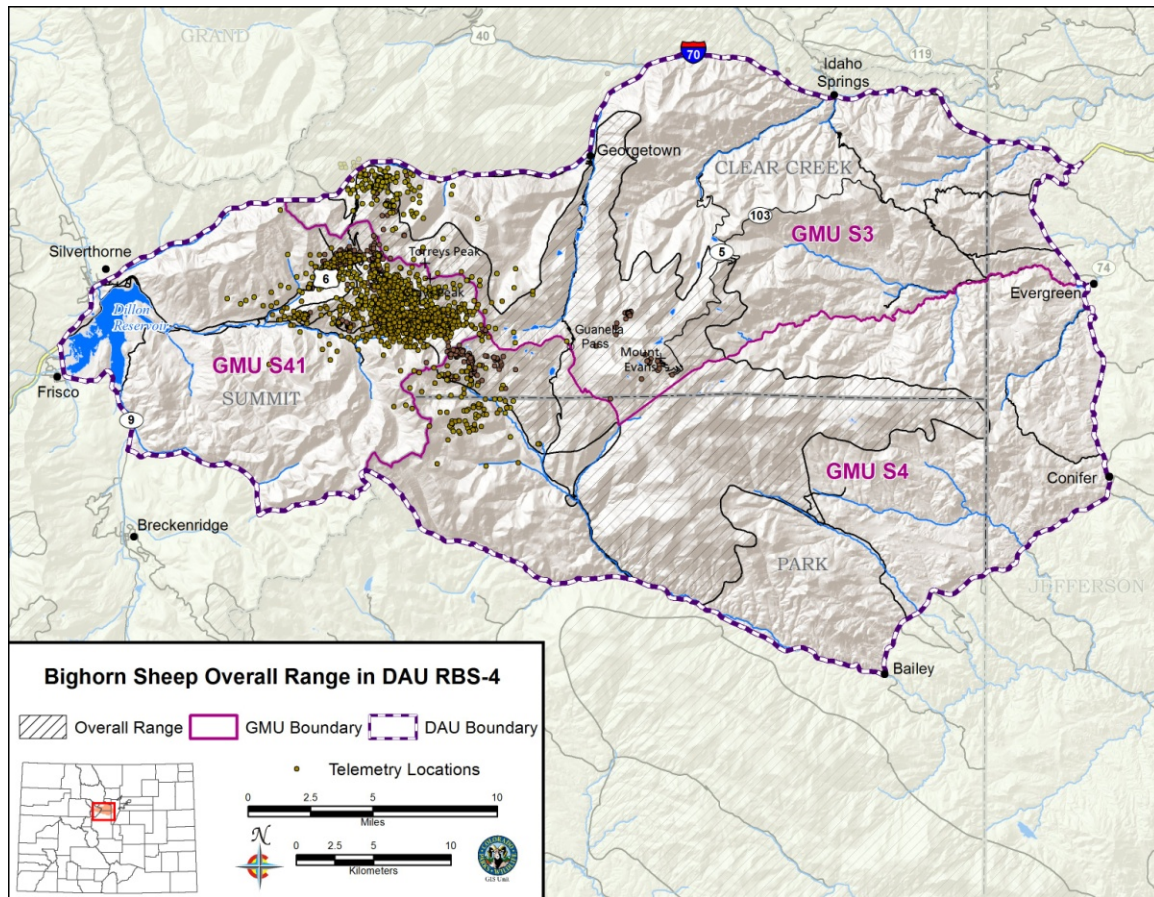 GRAND
40
70
119
Idaho
Springs
Georgetown
CLEAR CREEK
103
GMU S3
5
Silverthorne
Torreys Peak
Peak
6
74
Evergreen
Dillon
Reservoir
Guanella
Pass
Mount
Evans
GMU S41
SUMMIT
Frisco
9
GMU S4
Conifer
Breckenridge
PARK
JEFFERSON
Bailey
Bighorn Sheep Overall Range in DAU RBS-4
Overall Range
GMU Boundary
DAU Boundary
Telemetry Locations
0 2.5 5 10
Miles
N
0 2.5 5 10
Kilometers
GIS Unit